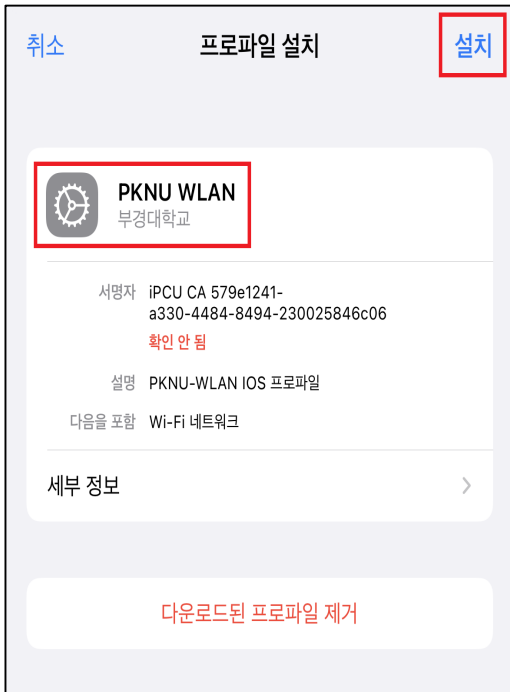 취소 프로파일 설치 설치
PKNU WLAN
부경대학교
서명자 iPCU CA 579e1241-
a330-4484-8494-230025846c06
확인 안 됨
설명 PKNU-WLAN IOS 프로파일
다음을 포함 Wi-Fi 네트워크
세부 정보
다운로드된 프로파일 제거